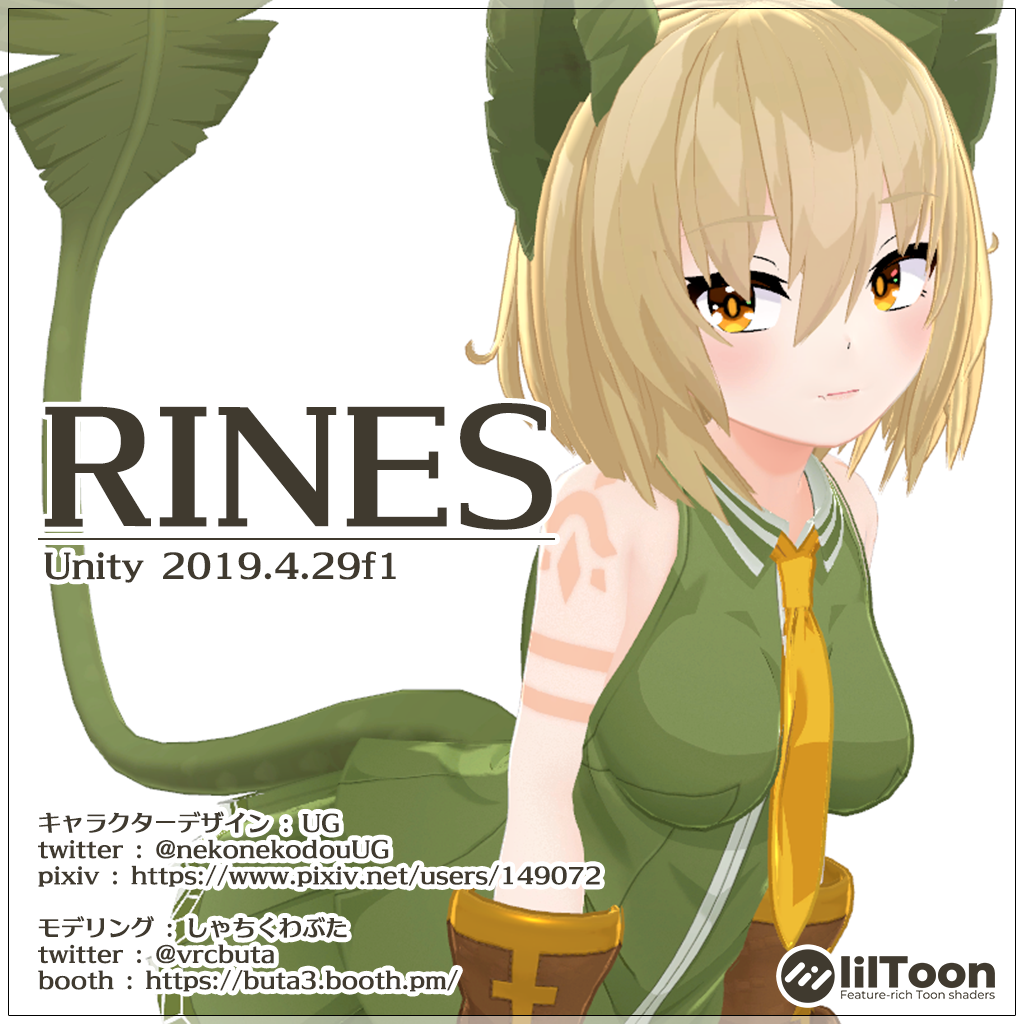 RINES
Unity 2019.4.29f1
キャラクターデザイン : UG
twitter : @nekonekodouUG
pixiv : https://www.pixiv.net/users/149072
モデリング : しゃちくわぶた
twitter : @vrcbuta
booth : https://buta3.booth.pm/
lilToon
Feature-rich Toon shaders